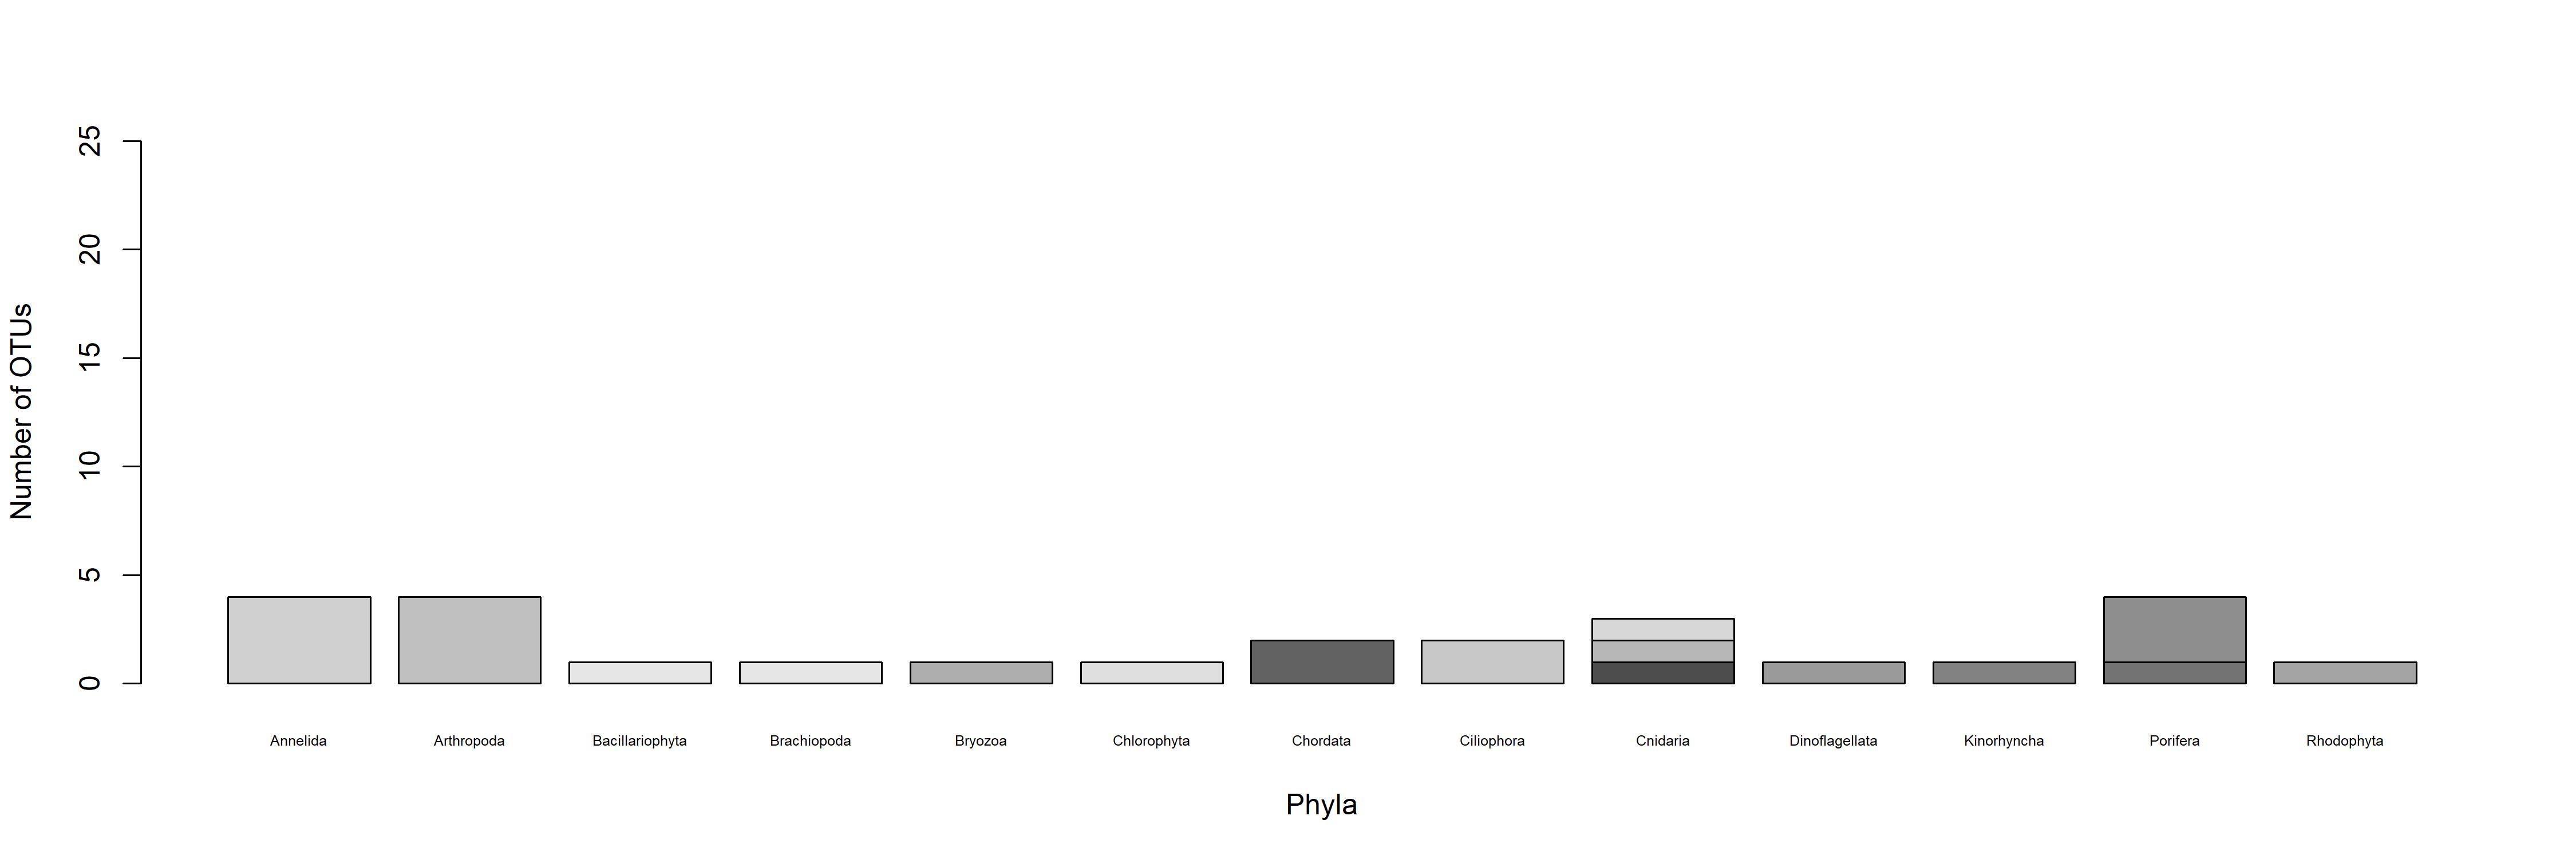 Number of OTUs
25
20
15
10
5
0
Annelida Arthropoda Bacillariophyta Brachiopoda Bryozoa Chlorophyta Chordata Ciliophora Cnidaria Dinoflagellata Kinorhyncha Porifera Rhodophyta
Phyla